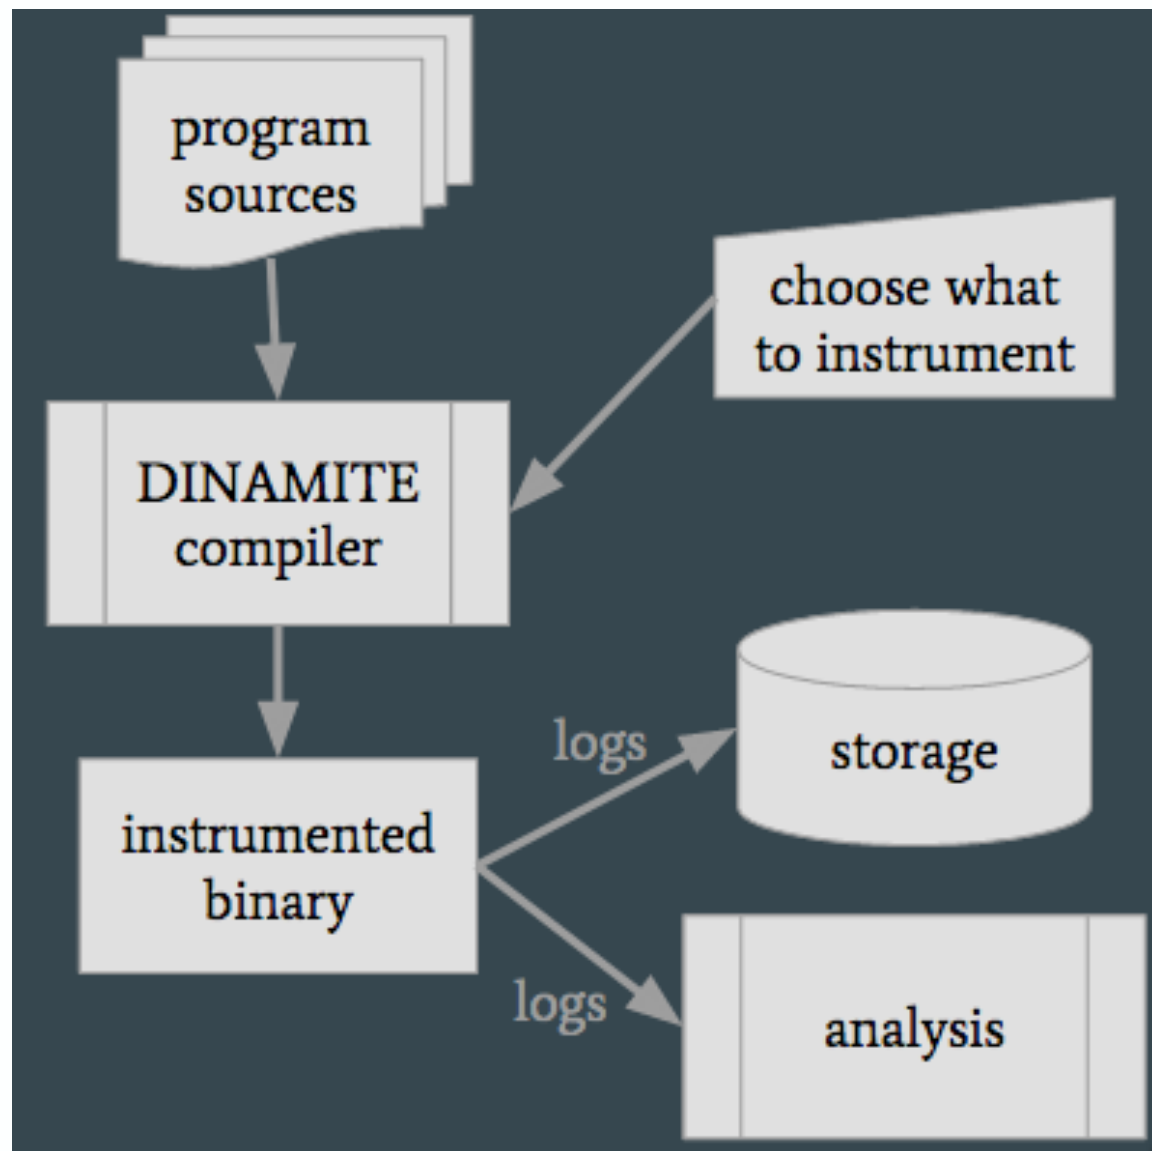 program
sources
choose what
to instrument
DINAMITE
compiler
logs
storage
instrumented
binary
logs
analysis